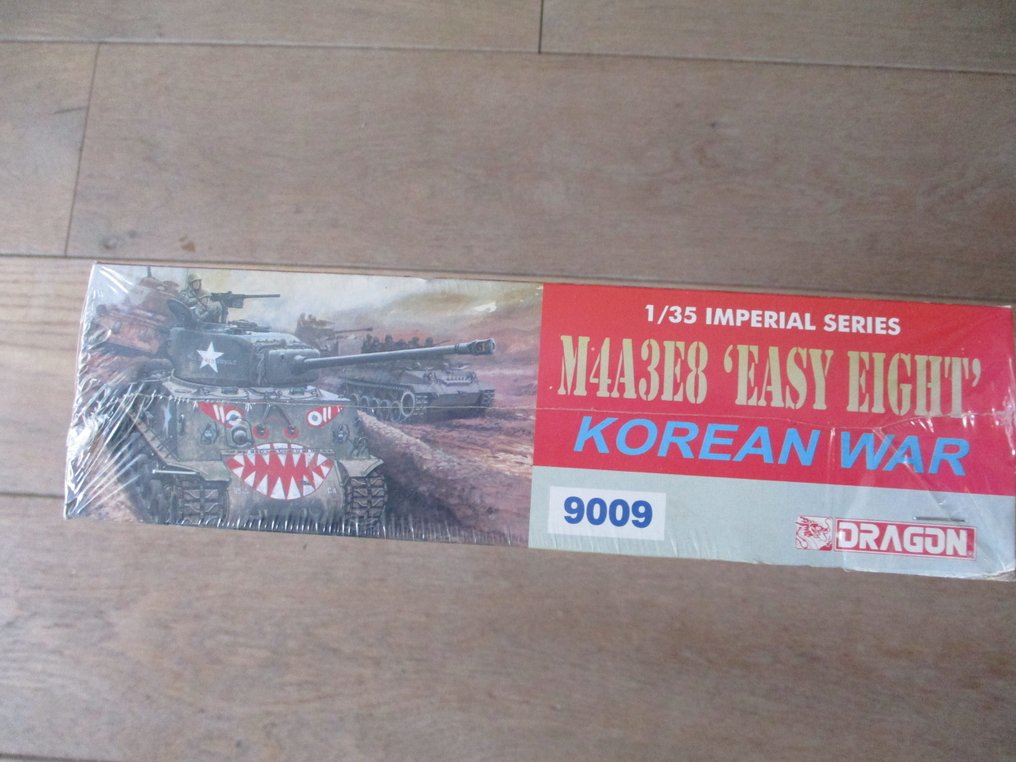 1/35 IMPERIAL SERIES
M4A3E8 'EASY EIGHT'
KOREAN WAR
9009
DRAGON